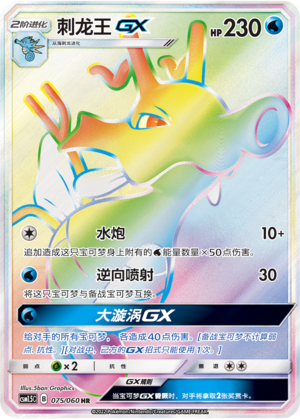 2阶进化 刺龙王GX HP230
从海刺龙进化
水炮 10+
追加造成这只宝可梦身上附有的能量数量×50点伤害。
逆向喷射 30
将这只宝可梦与备战宝可梦互换。
大漩涡GX
给对手的所有宝可梦,各造成40点伤害。[备战宝可梦不计算弱
点·抗性。][对战中,己方的GX招式只能使用1次。]
弱点 ×2 抗性 撤退
Illus. 5ban Graphics GX规则
CSM1.5C B 075/060 HR 当宝可梦GX昏厥时,对手将拿取2张奖赏卡。